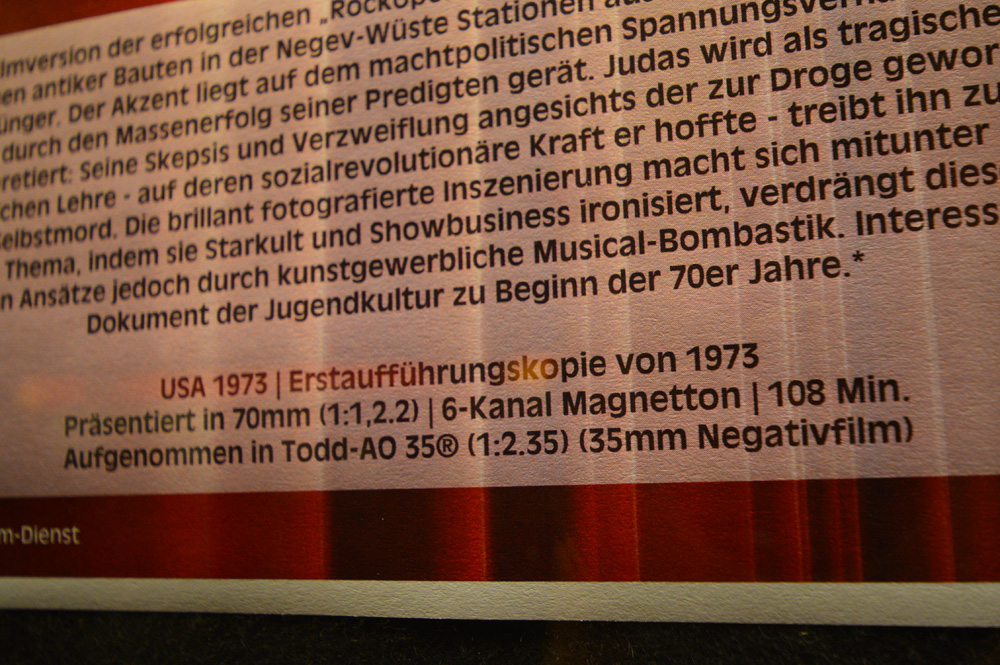 lmversion der erfolgreichen „Rockop
en antiker Bauten in der Negev-Wüste Stationen
unger. Der Akzent liegt auf dem machtpolitischen Spannungsverh
durch den Massenerfolg seiner Predigten gerät. Judas wird als tragische
retiert: Seine Skepsis und Verzweiflung angesichts der zur Droge gewor
chen Lehre - auf deren sozialrevolutionäre Kraft er hoffte - treibt ihn zu
elbstmord. Die brillant fotografierte Inszenierung macht sich mitunter
Thema, indem sie Starkult und Showbusiness ironisiert, verdrängt dies
n Ansätze jedoch durch kunstgewerbliche Musical-Bombastik. Interess
Dokument der Jugendkultur zu Beginn der 70er Jahre.*
USA 1973 | Erstaufführungskopie von 1973
Präsentiert in 70mm (1:1,2.2) | 6-Kanal Magnetton | 108 Min.
Aufgenommen in Todd-AO 35® (1:2.35) (35mm Negativfilm)
m-Dienst